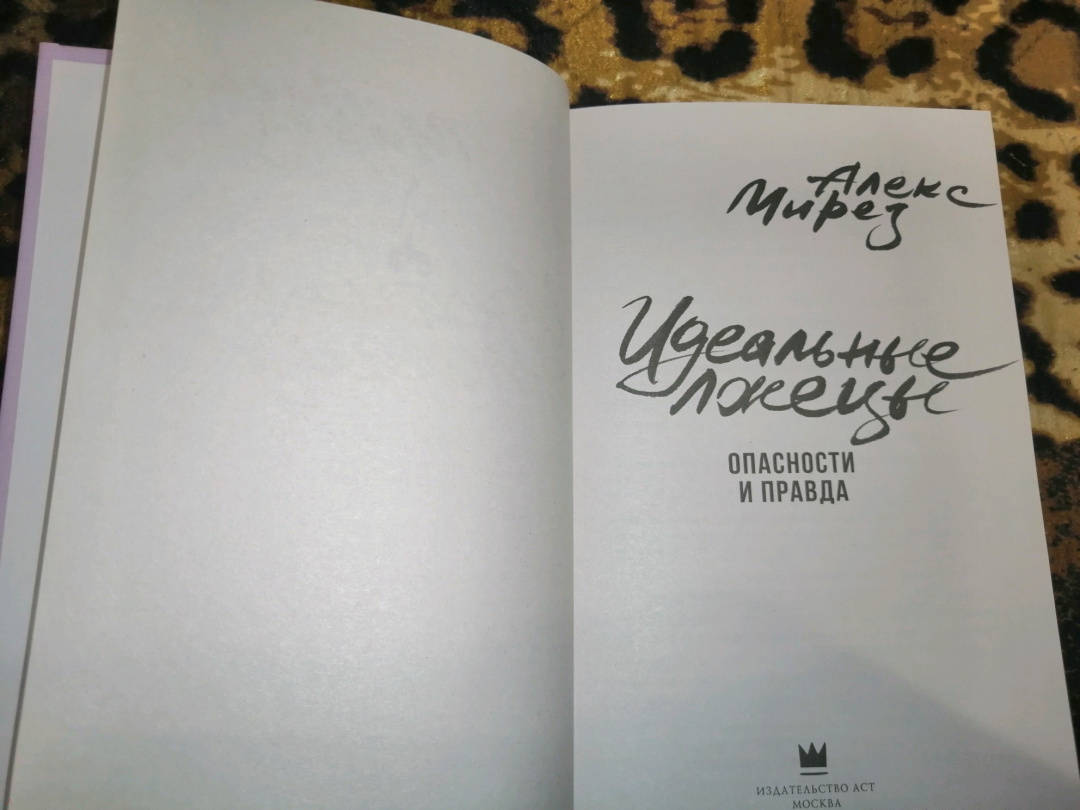 Алекс
Мирез
Идеальные
лжецы
ОПАСНОСТИ
И ПРАВДА
ИЗДАТЕЛЬСТВО АСТ
МОСКВА